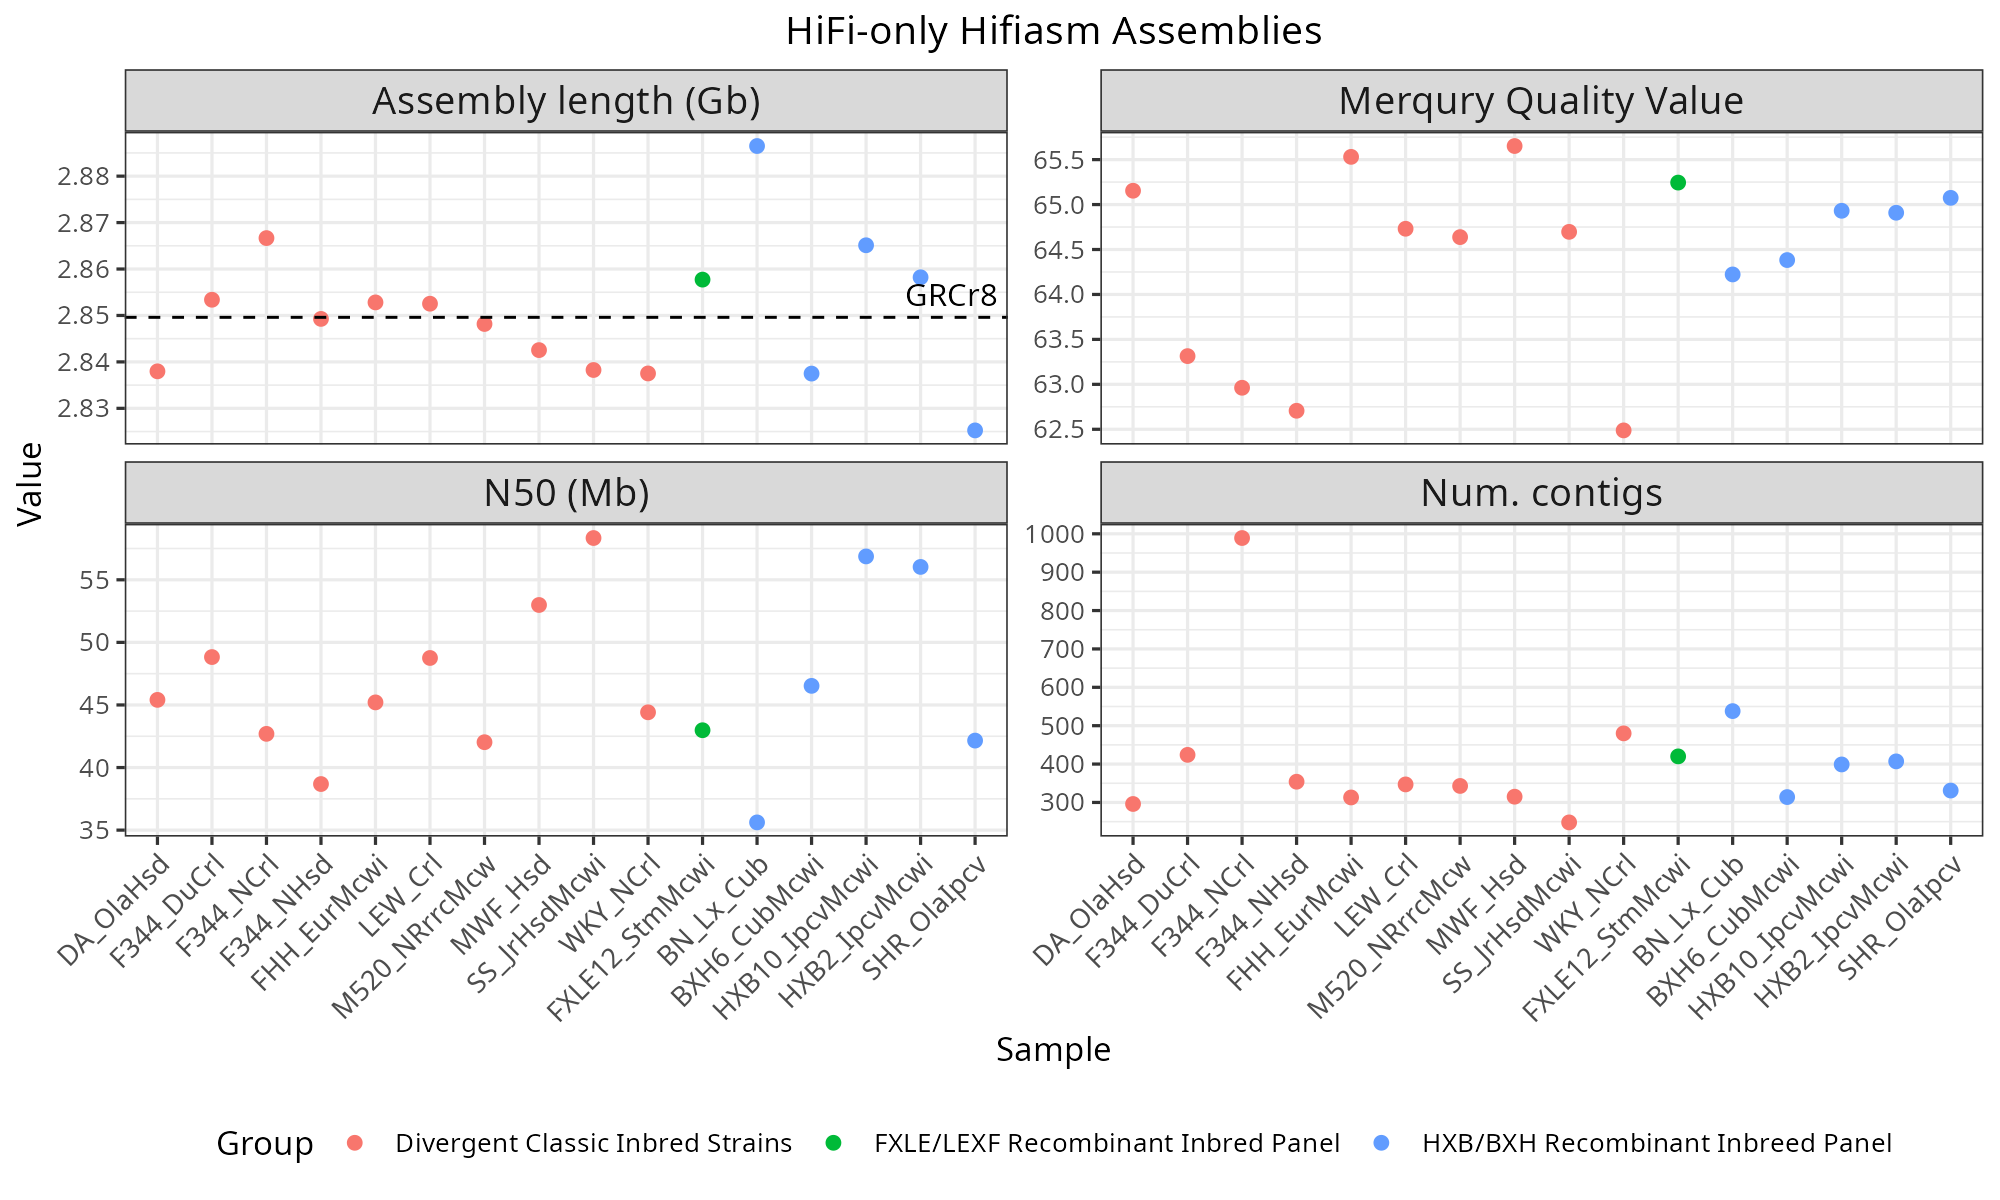 HiFi-only Hifiasm Assemblies
Assembly length (Gb)
2.88
2.87
2.86
2.85
2.84
2.83
GRCr8
Merqury Quality Value
65.5
65.0
64.5
64.0
63.5
63.0
62.5
Value
N50 (Mb)
55
50
45
40
35
Num. contigs
1000
900
800
700
600
500
400
300
DA_OlaHsd
F344_DuCrl
F344_NCrl
F344_NHsd
FHH_EurMcwi
LEW_Crl
M520_NRrrcMcw
MWF_Hsd
SS_JrHsdMcwi
WKY_NCrl
FXLE12_StmMcwi
BN_Lx_Cub
BXH6_CubMcwi
HXB10_IpcvMcwi
HXB2_IpcvMcwi
SHR_OlaIpcv
DA_OlaHsd
F344_DuCrl
F344_NCrl
F344_NHsd
FHH_EurMcwi
LEW_Crl
M520_NRrrcMcw
MWF_Hsd
SS_JrHsdMcwi
WKY_NCrl
FXLE12_StmMcwi
BN_Lx_Cub
BXH6_CubMcwi
HXB10_IpcvMcwi
HXB2_IpcvMcwi
SHR_OlaIpcv
Sample
Group Divergent Classic Inbred Strains FXLE/LEXF Recombinant Inbred Panel HXB/BXH Recombinant Inbreed Panel